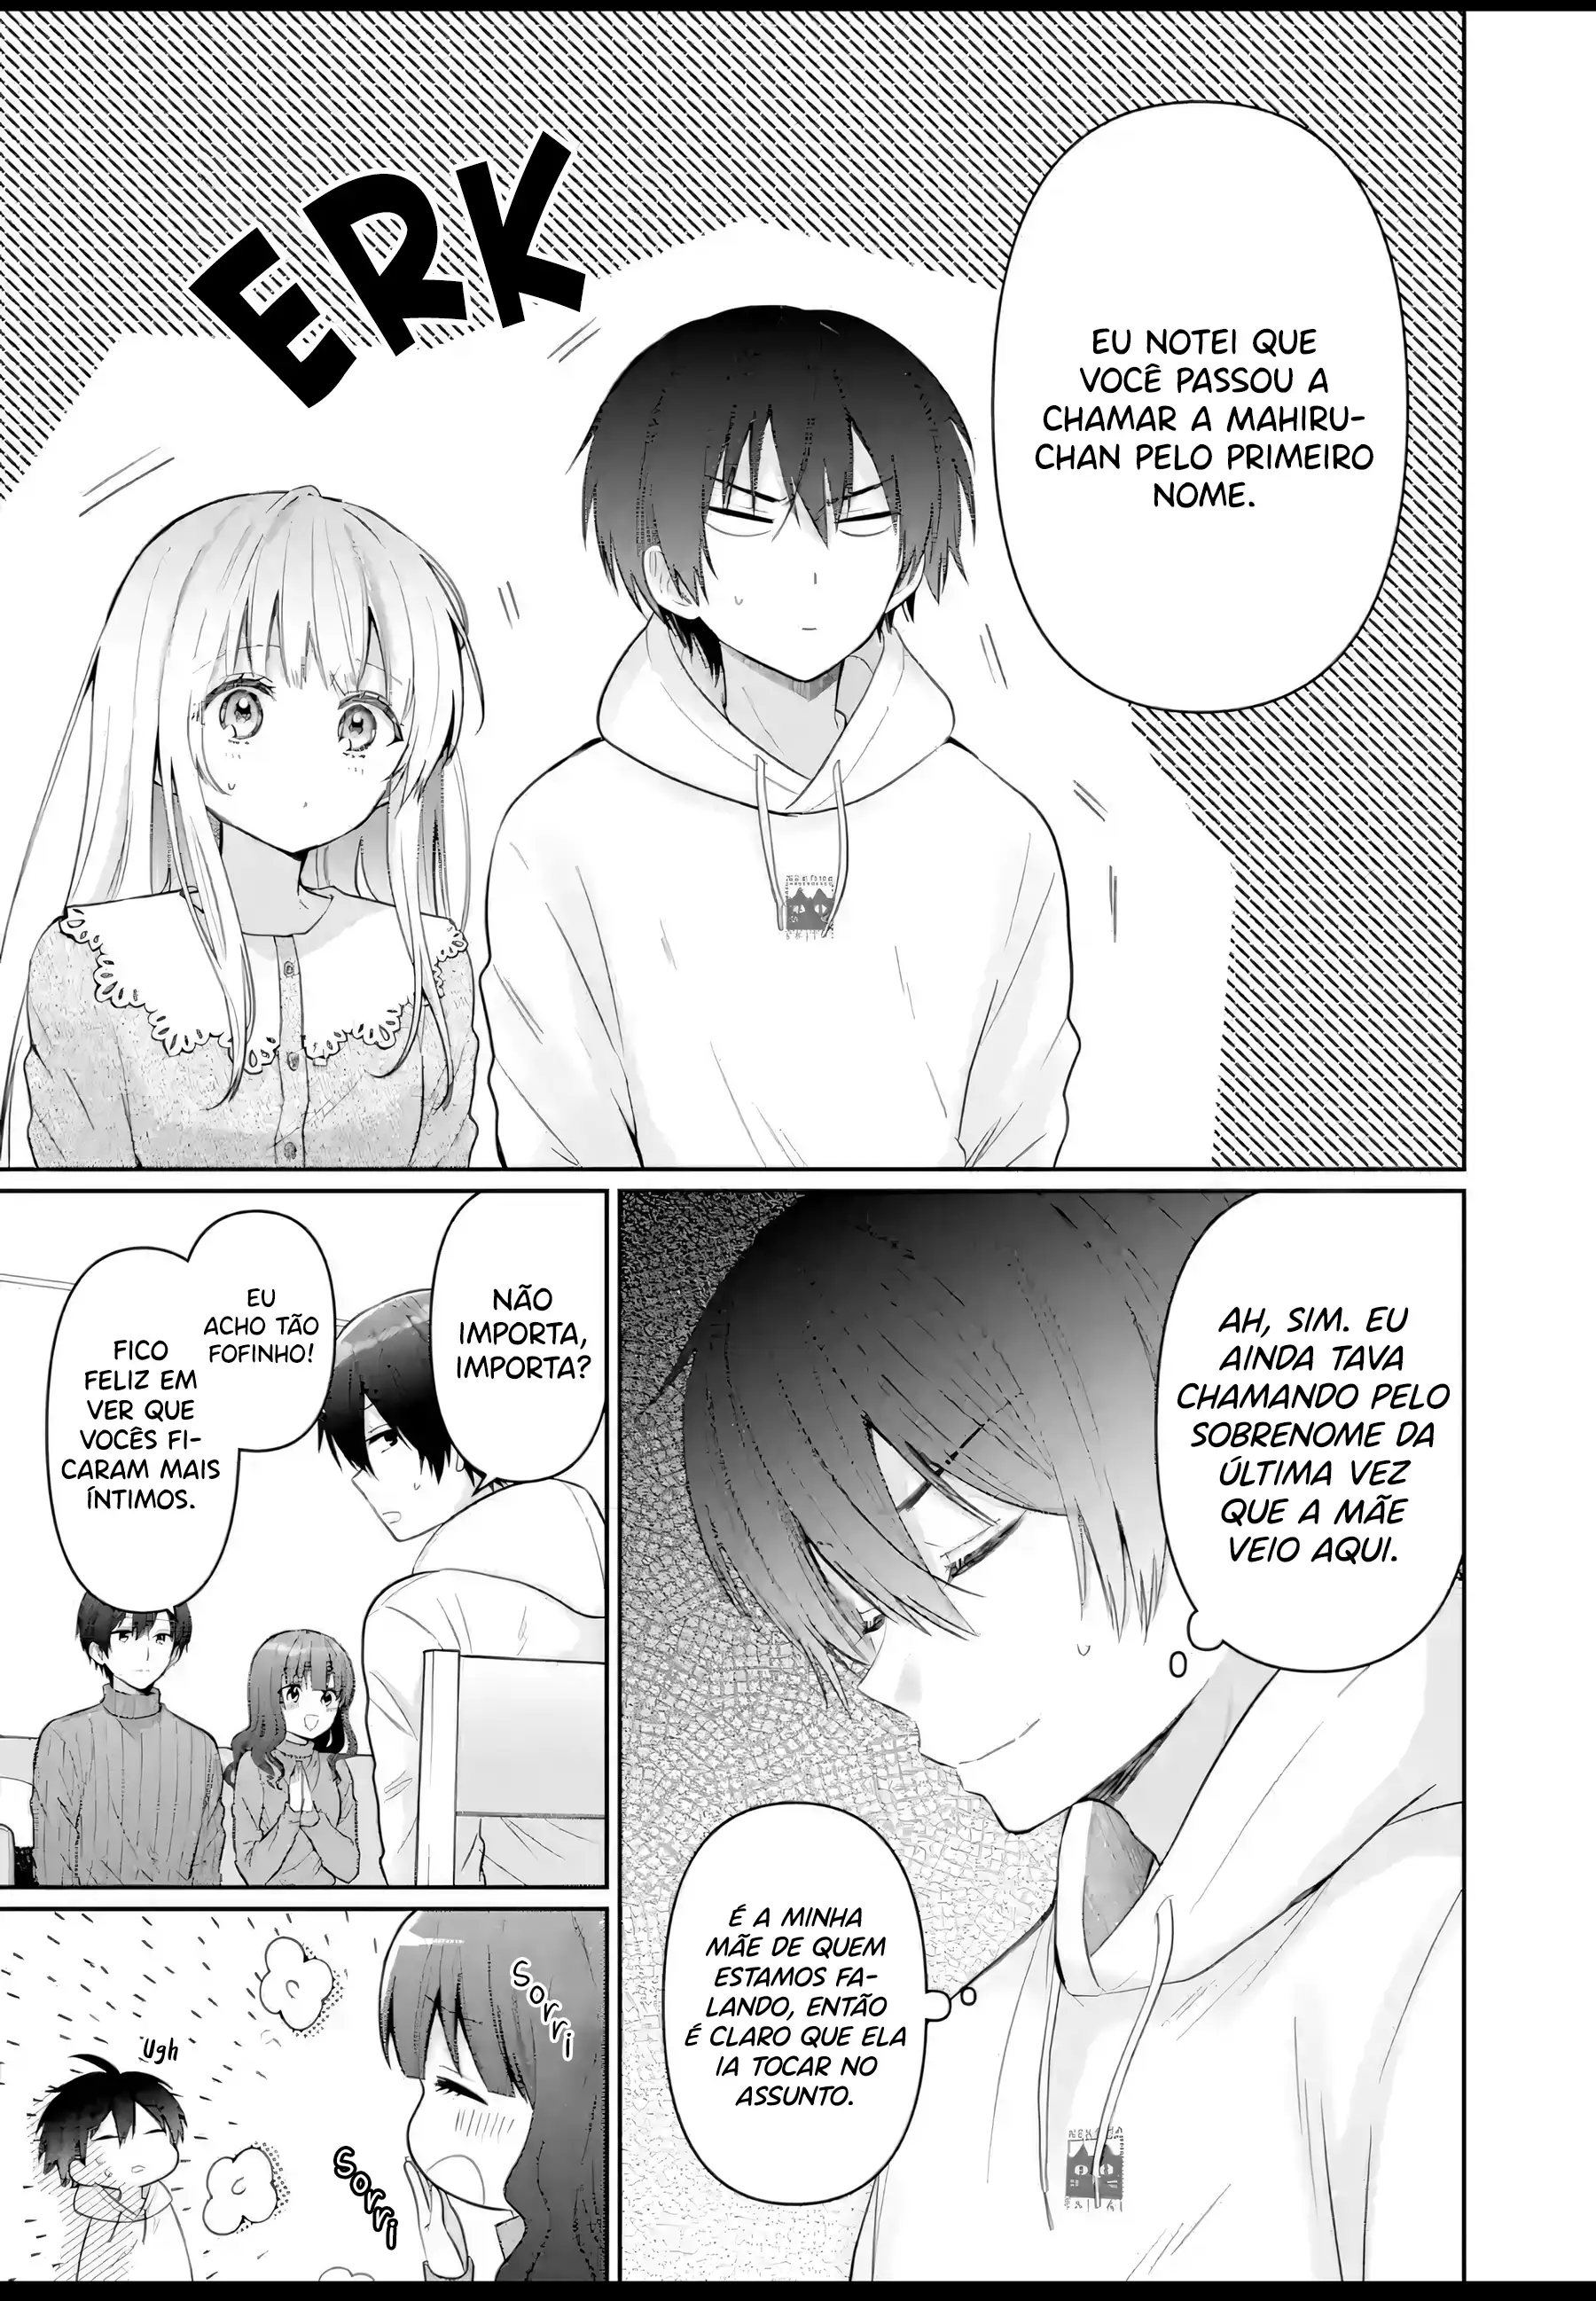 EU NOTEI QUE
VOCÊ PASSOU A
CHAMAR A MAHIRU-
CHAN PELO PRIMEIRO
NOME.
ERK
AH, SIM. EU
AINDA TAVA
CHAMANDO PELO
SOBRENOME DA
ÚLTIMA VEZ
QUE A MÃE
VEIO AQUI.
É A MINHA
MÃE DE QUEM
ESTAMOS FA-
LANDO, ENTÃO
É CLARO QUE ELA
IA TOCAR NO
ASSUNTO.
NÃO
IMPORTA,
IMPORTA?
EU
ACHO TÃO
FOFINHO!
FICO
FELIZ EM
VER QUE
VOCÊS FI-
CARAM MAIS
ÍNTIMOS.
Sorri
Sorri
Ugh